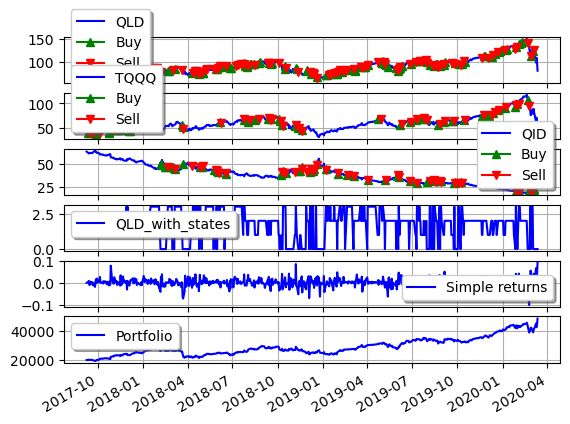 QLD
Buy
Sell
150
100
TQQQ
Buy
Sell
100
50
QID
Buy
Sell
50
25
QLD_with_states
2.5
0.0
Simple returns
0.1
0.0
−0.1
Portfolio
40000
20000
2017-10
2018-01
2018-04
2018-07
2018-10
2019-01
2019-04
2019-07
2019-10
2020-01
2020-04